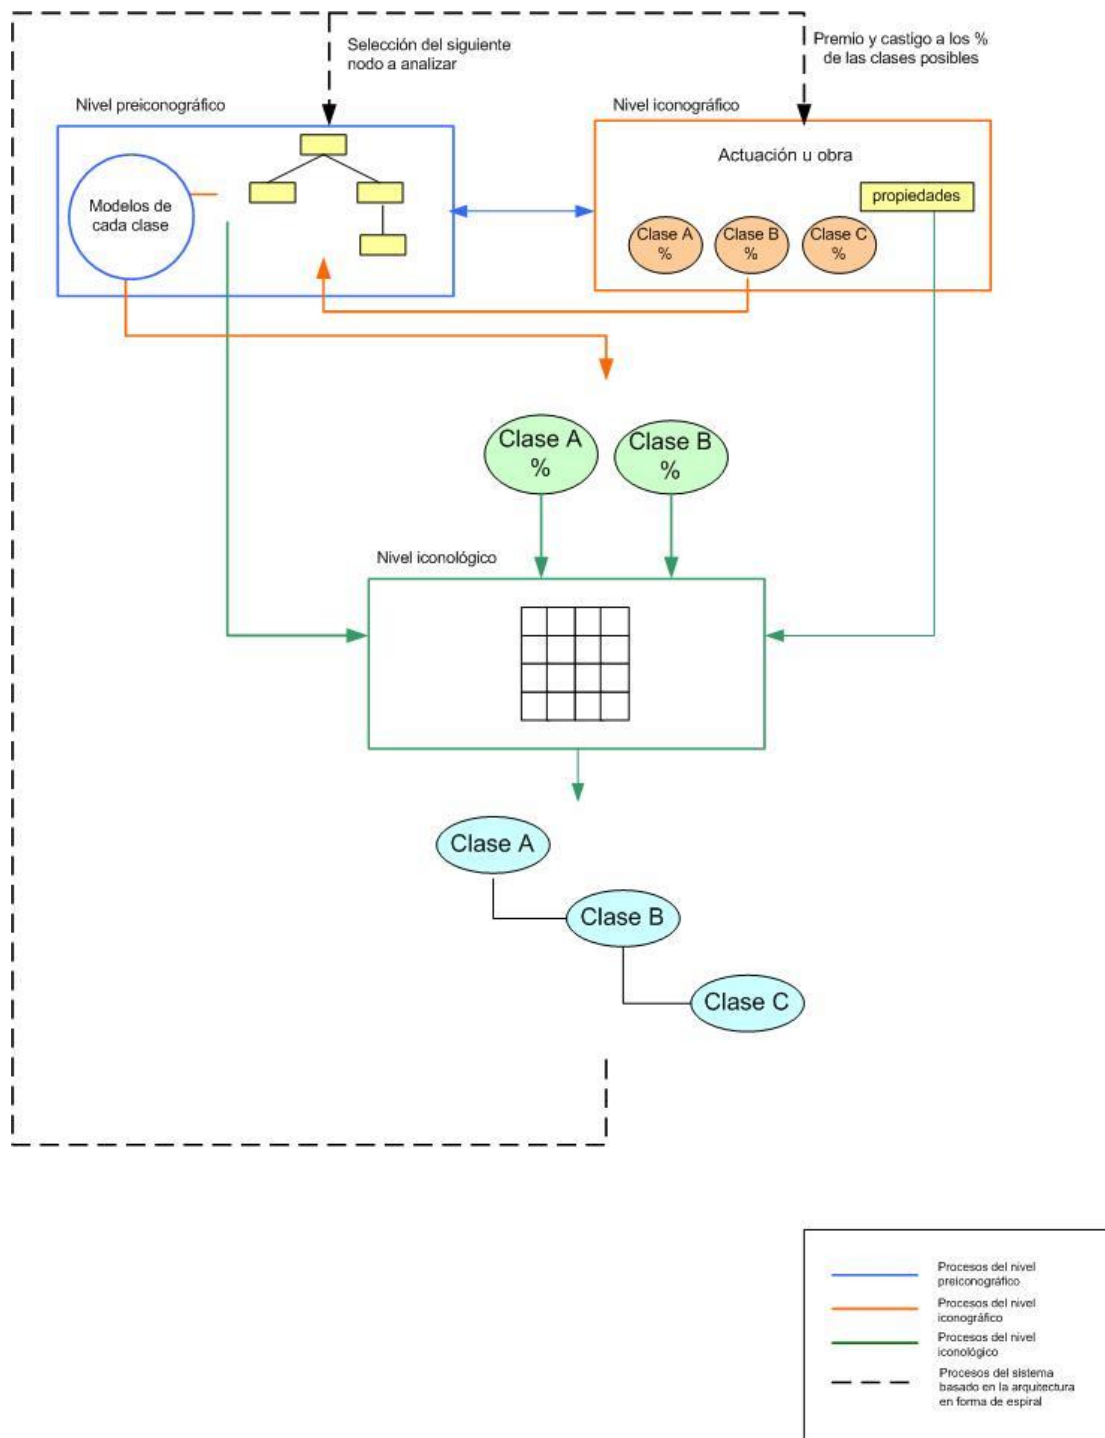 Selección del siguiente
nodo a analizar
Premio y castigo a los %
de las clases posibles
Nivel preiconográfico
Nivel iconográfico
Modelos de
cada clase
Actuación u obra
propiedades
Clase A
%
Clase B
%
Clase C
%
Clase A
%
Clase B
%
Nivel iconológico
Clase A
Clase B
Clase C
Procesos del nivel
preiconográfico
Procesos del nivel
iconográfico
Procesos del nivel
iconológico
Procesos del sistema
basado en la arquitectura
en forma de espiral